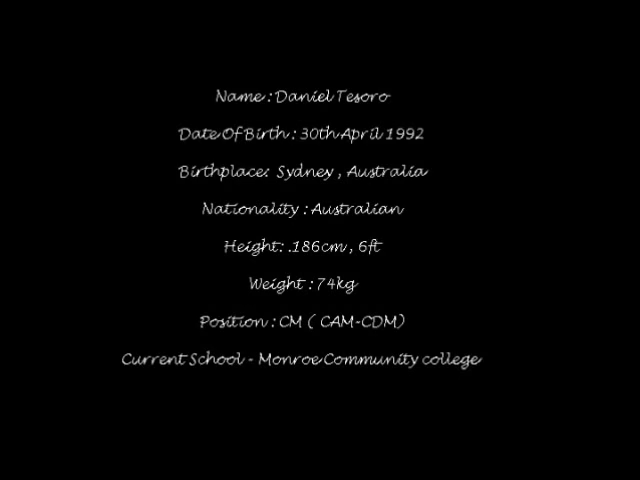 Name : Daniel Tesoro
Date Of Birth : 30th April 1992
Birthplace: Sydney , Australia
Nationality : Australian
Height: .186cm , 6ft
Weight : 74kg
Position : CM ( CAM-CDM)
Current School - Monroe Community college